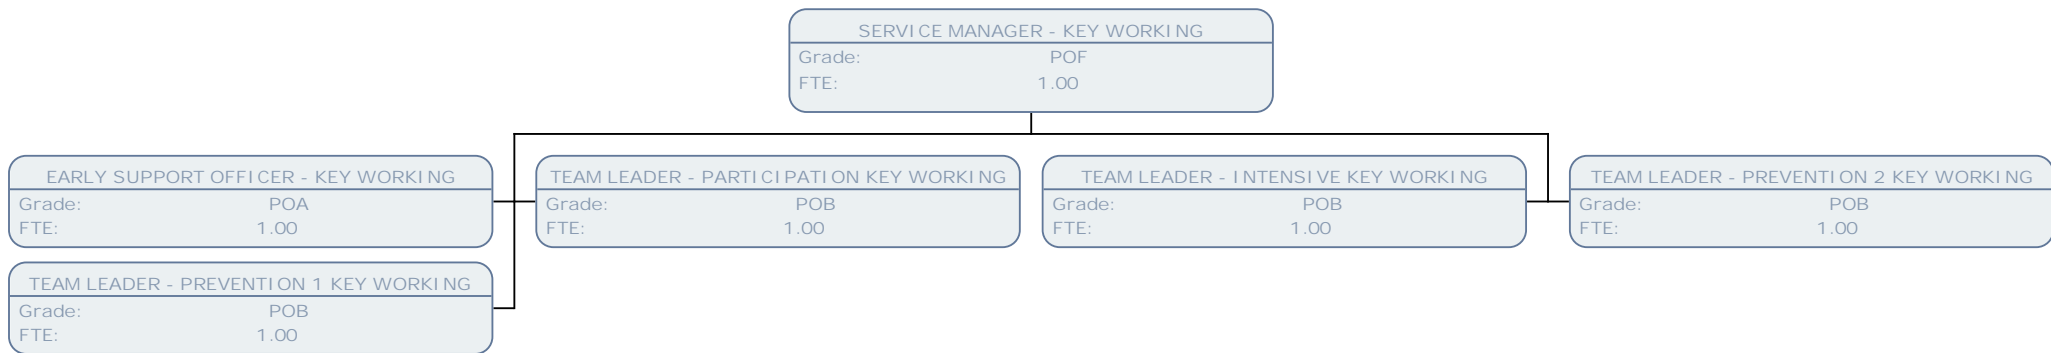 SERVICE MANAGER - KEY WORKING
Grade: POF
FTE: 1.00
EARLY SUPPORT OFFICER - KEY WORKING
Grade: POA
FTE: 1.00
TEAM LEADER - PARTICIPATION KEY WORKING
Grade: POB
FTE: 1.00
TEAM LEADER - INTENSIVE KEY WORKING
Grade: POB
FTE: 1.00
TEAM LEADER - PREVENTION 2 KEY WORKING
Grade: POB
FTE: 1.00
TEAM LEADER - PREVENTION 1 KEY WORKING
Grade: POB
FTE: 1.00